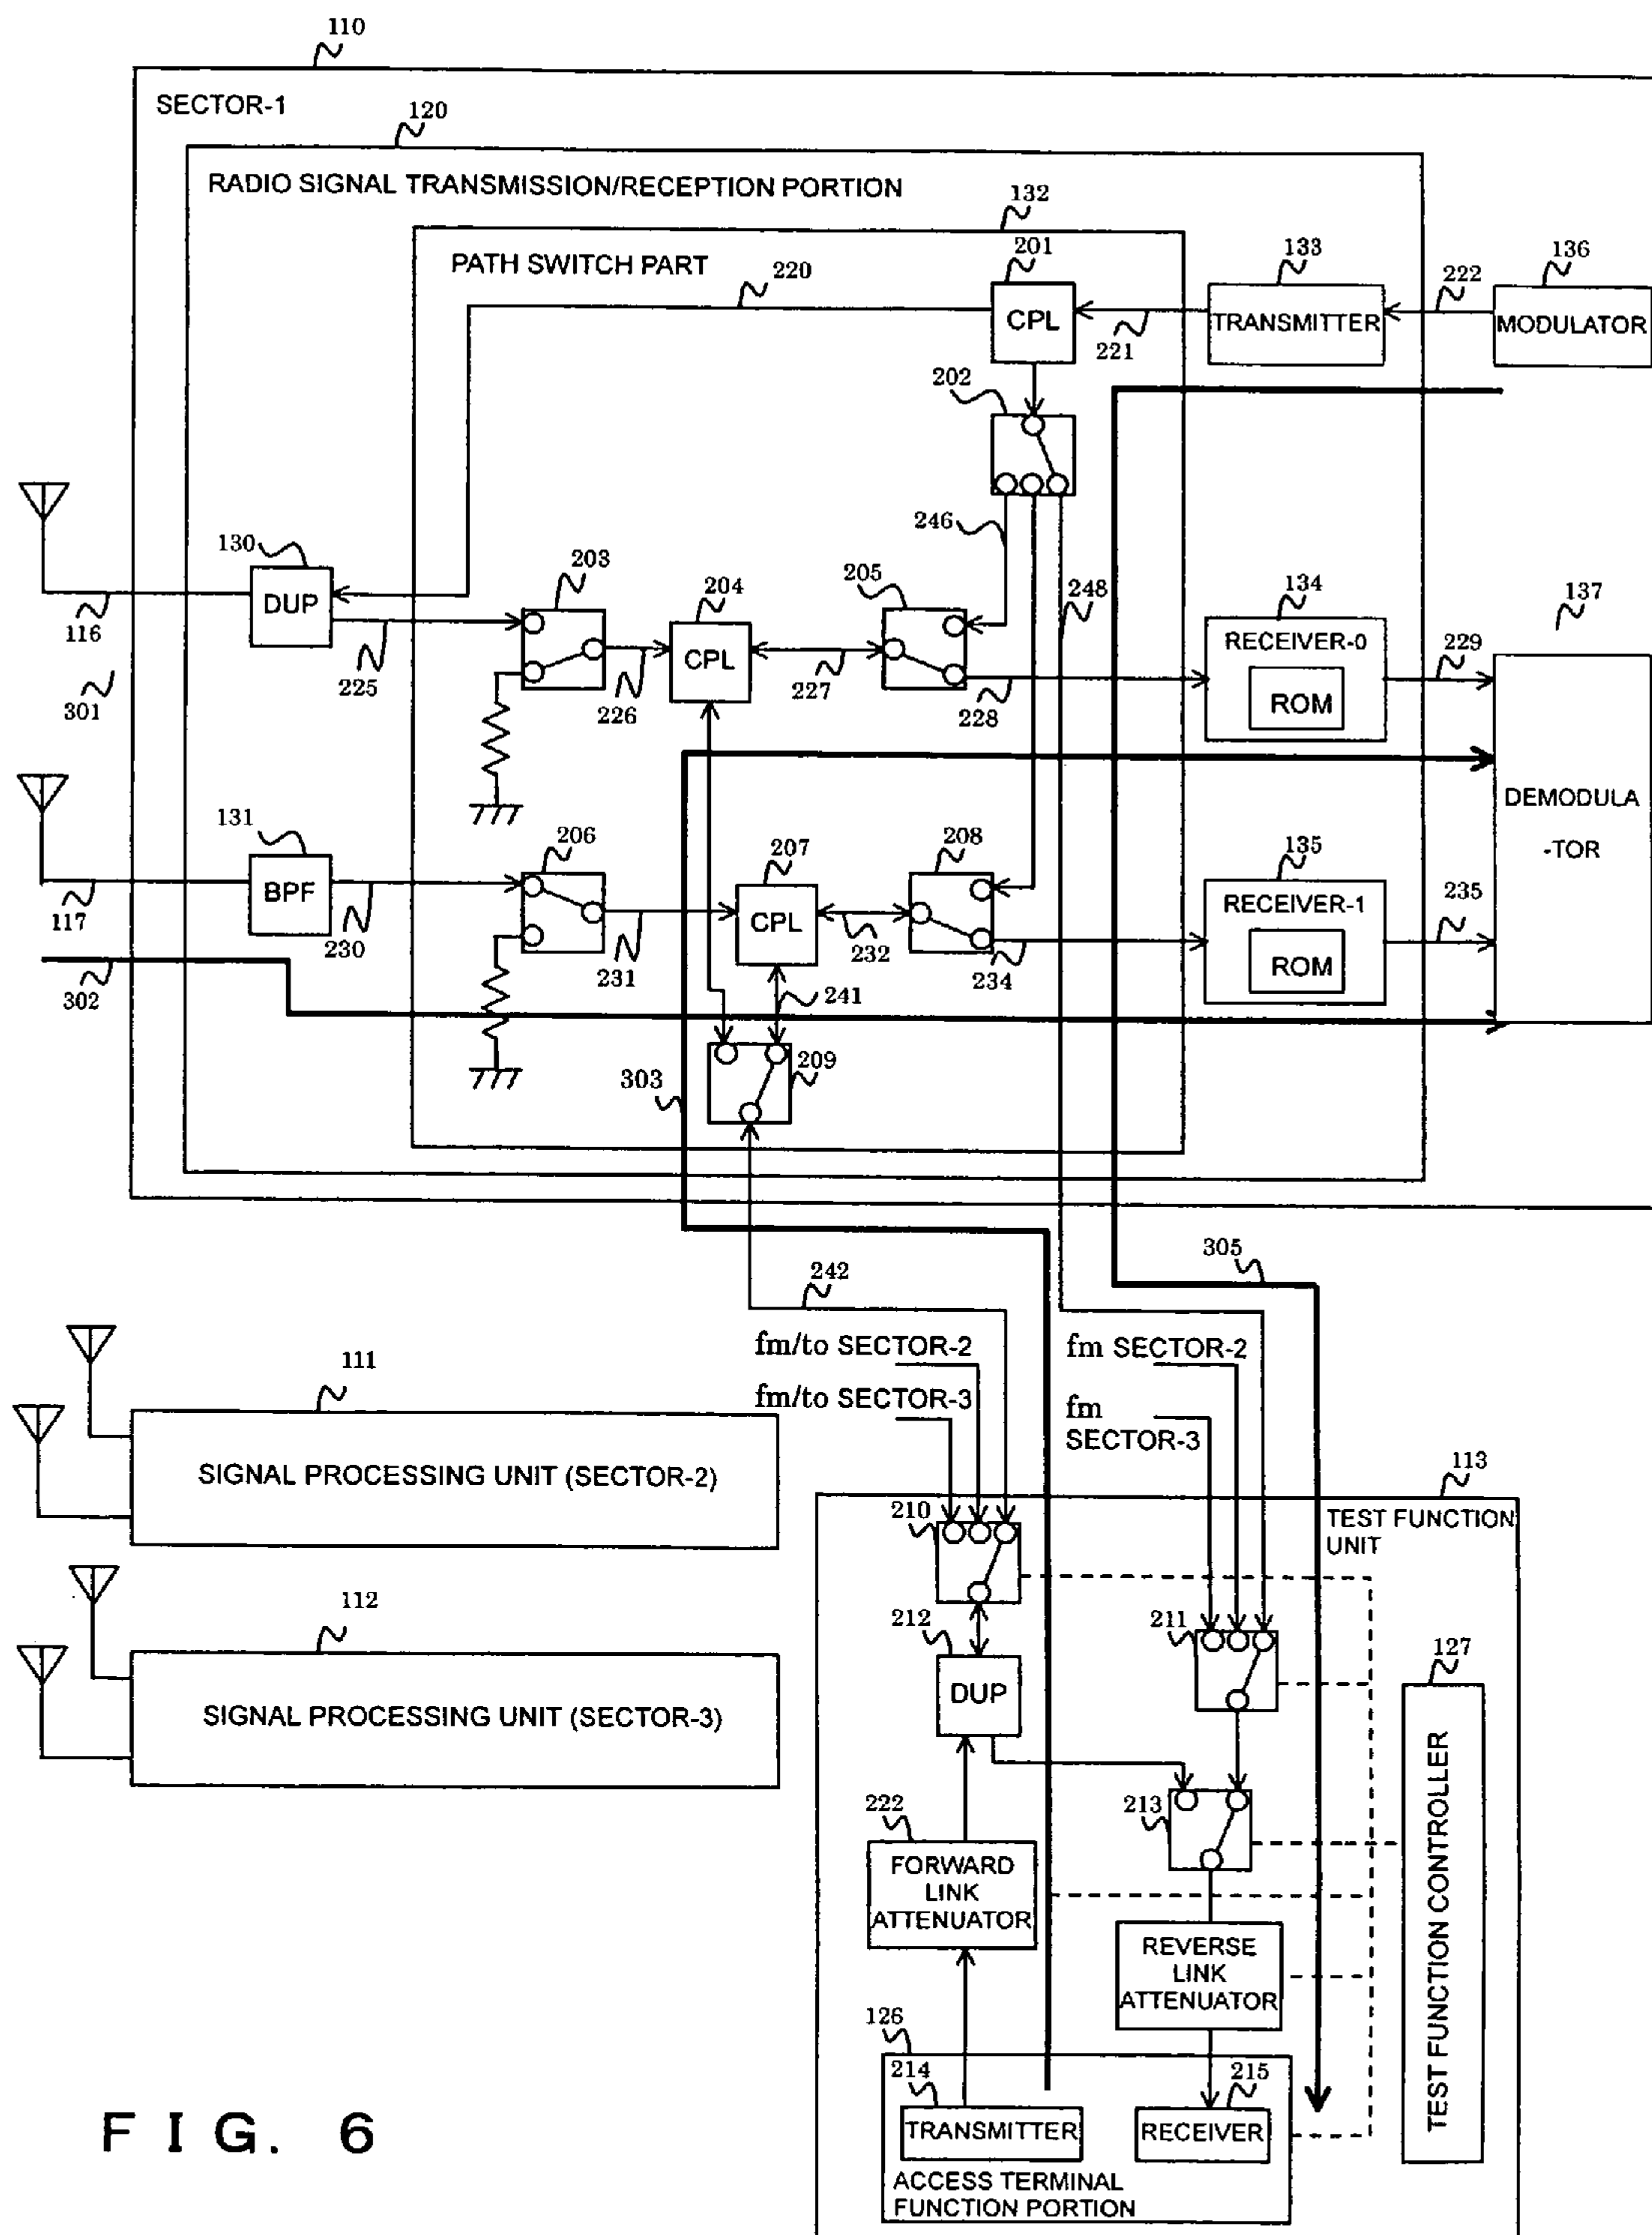 110
SECTOR-1
120
RADIO SIGNAL TRANSMISSION/RECEPTION PORTION
132
PATH SWITCH PART
220
201
CPL
221
133
TRANSMITTER
222
136
MODULATOR
202
246
248
130
DUP
116
225
203
226
204
CPL
227
205
228
134
RECEIVER-0
ROM
229
137
DEMODULA
-TOR
301
131
BPF
117
230
206
231
207
CPL
232
208
234
135
RECEIVER-1
ROM
235
302
241
209
303
242
305
fm/to SECTOR-2
fm/to SECTOR-3
fm SECTOR-2
fm
SECTOR-3
111
SIGNAL PROCESSING UNIT (SECTOR-2)
112
SIGNAL PROCESSING UNIT (SECTOR-3)
113
TEST FUNCTION
UNIT
210
212
DUP
211
213
127
TEST FUNCTION CONTROLLER
222
FORWARD
LINK
ATTENUATOR
REVERSE
LINK
ATTENUATOR
126
214
TRANSMITTER
215
RECEIVER
ACCESS TERMINAL
FUNCTION PORTION
FIG. 6